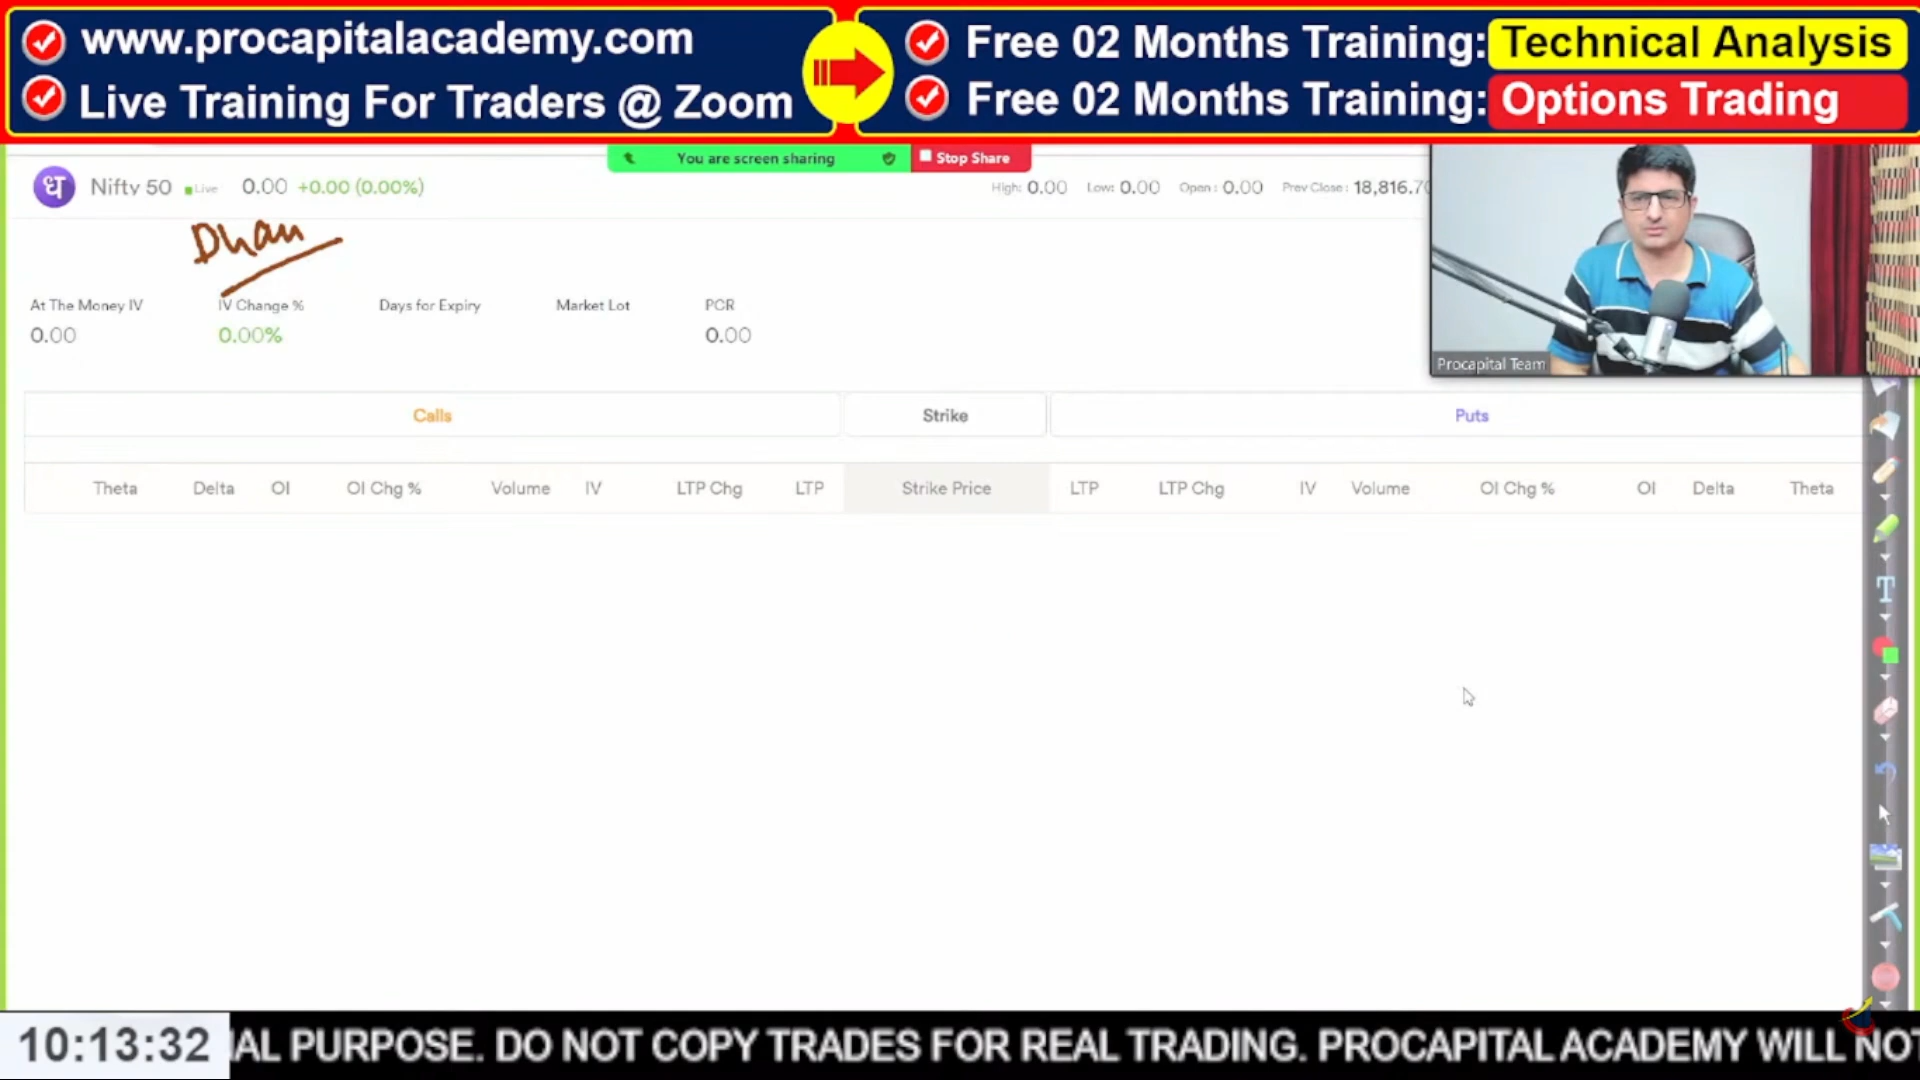 www.procapitalacademy.com
Live Training For Traders @ Zoom
Free 02 Months Training: Technical Analysis
Free 02 Months Training: Options Trading
You are screen sharing
Stop Share
ध
Nifty 50 Live 0.00 +0.00 (0.00%)
High: 0.00 Low: 0.00 Open : 0.00 Prev Close : 18,816.70
Dhan
At The Money IV IV Change % Days for Expiry Market Lot PCR
0.00 0.00% 0.00
Procapital Team
Calls Strike Puts
Theta Delta OI OI Chg % Volume IV LTP Chg LTP Strike Price LTP LTP Chg IV Volume OI Chg % OI Delta Theta
T
10:13:32 AL PURPOSE. DO NOT COPY TRADES FOR REAL TRADING. PROCAPITAL ACADEMY WILL NOT